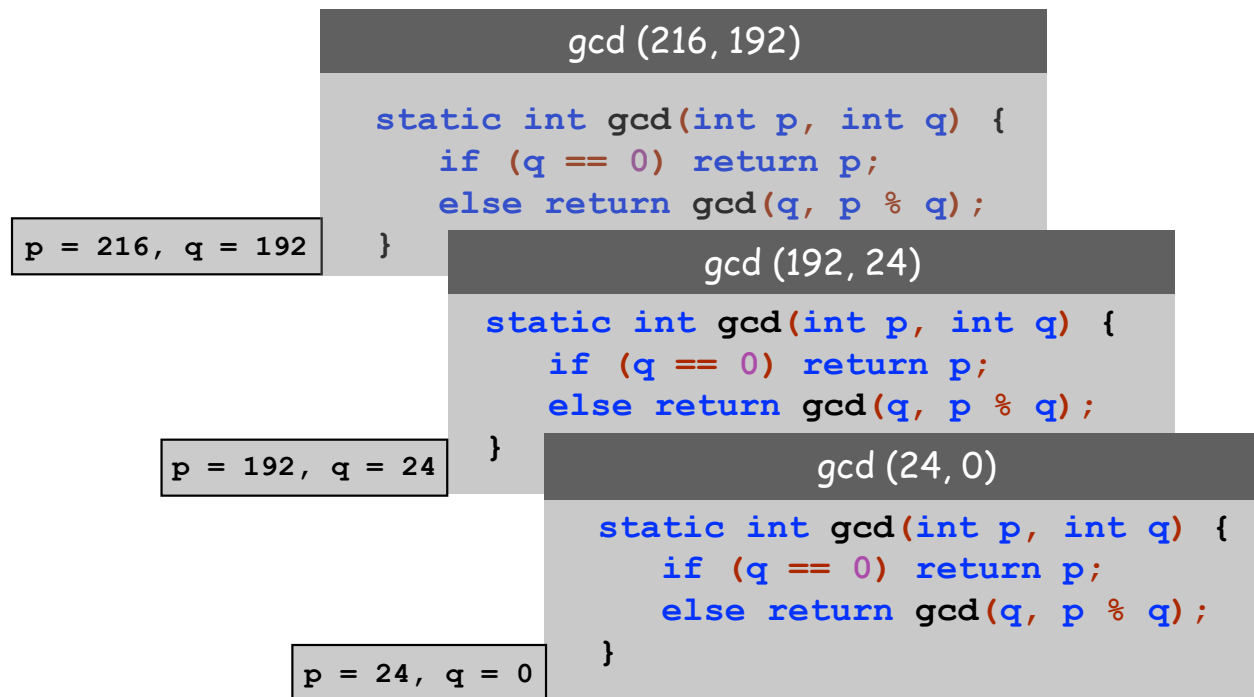 gcd (216, 192)
static int gcd(int p, int q) {
if (q == 0) return p;
else return gcd(q, p % q);
}
p = 216, q = 192
gcd (192, 24)
static int gcd(int p, int q) {
if (q == 0) return p;
else return gcd(q, p % q);
}
p = 192, q = 24
gcd (24, 0)
static int gcd(int p, int q) {
if (q == 0) return p;
else return gcd(q, p % q);
}
p = 24, q = 0